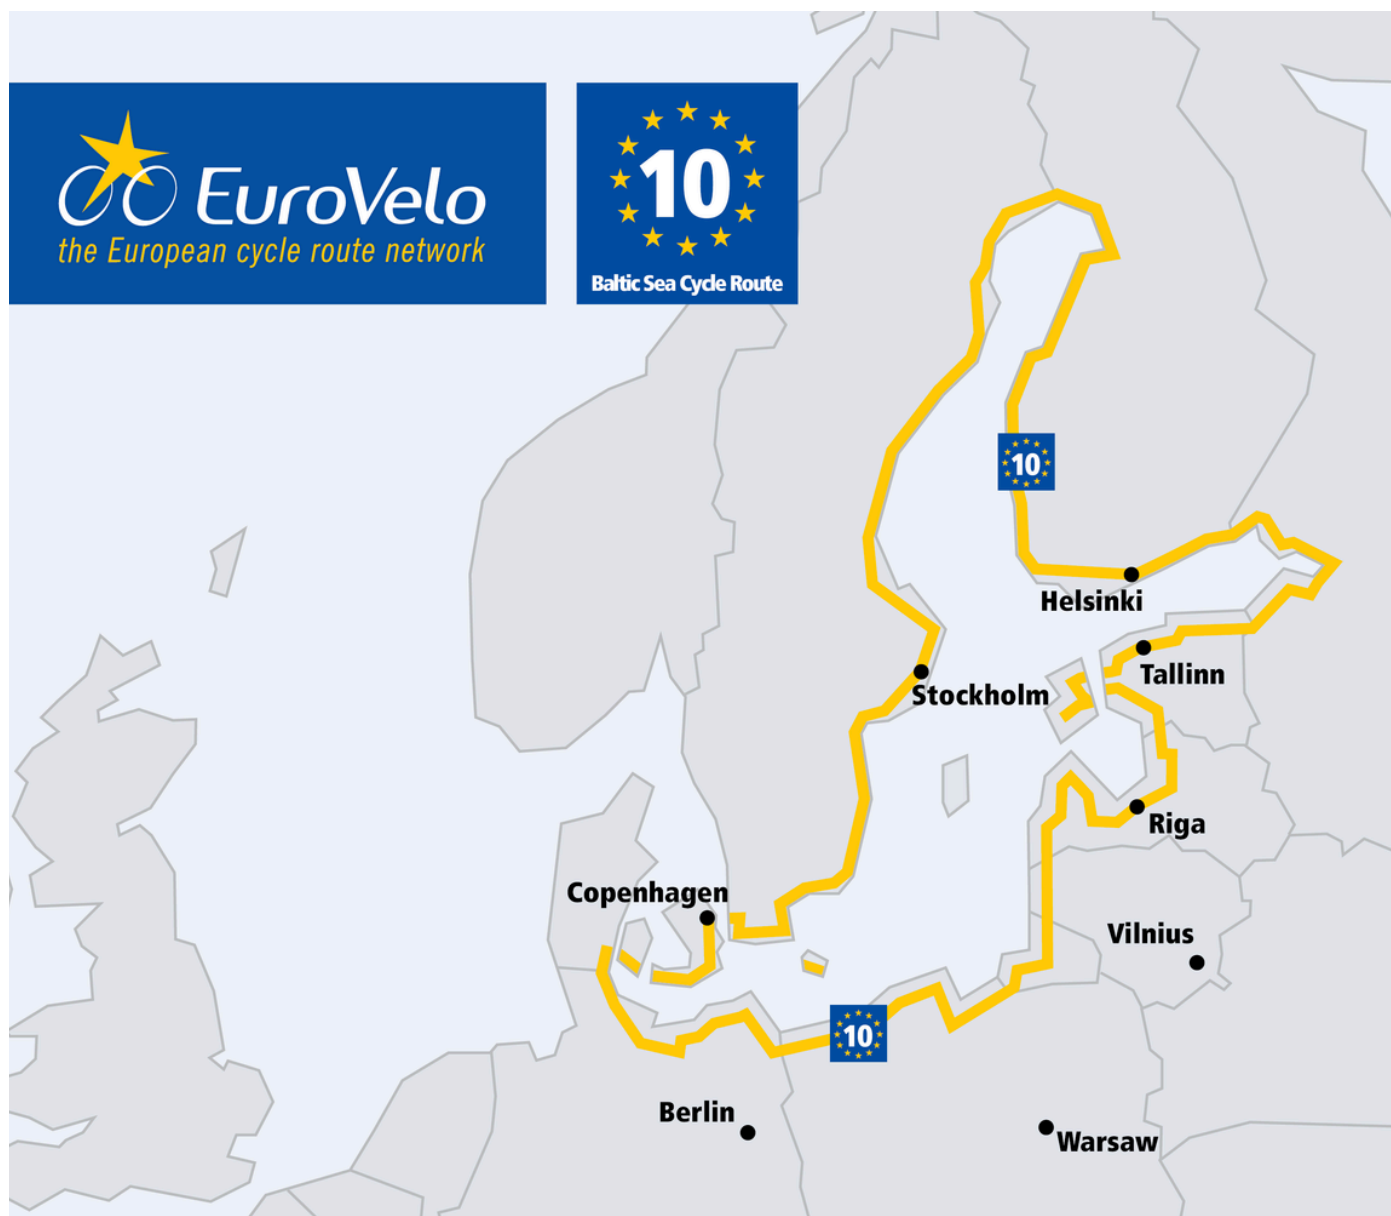 EuroVelo
the European cycle route network
10
Baltic Sea Cycle Route
10
Helsinki
Tallinn
Stockholm
Riga
Copenhagen
Vilnius
10
Berlin
Warsaw